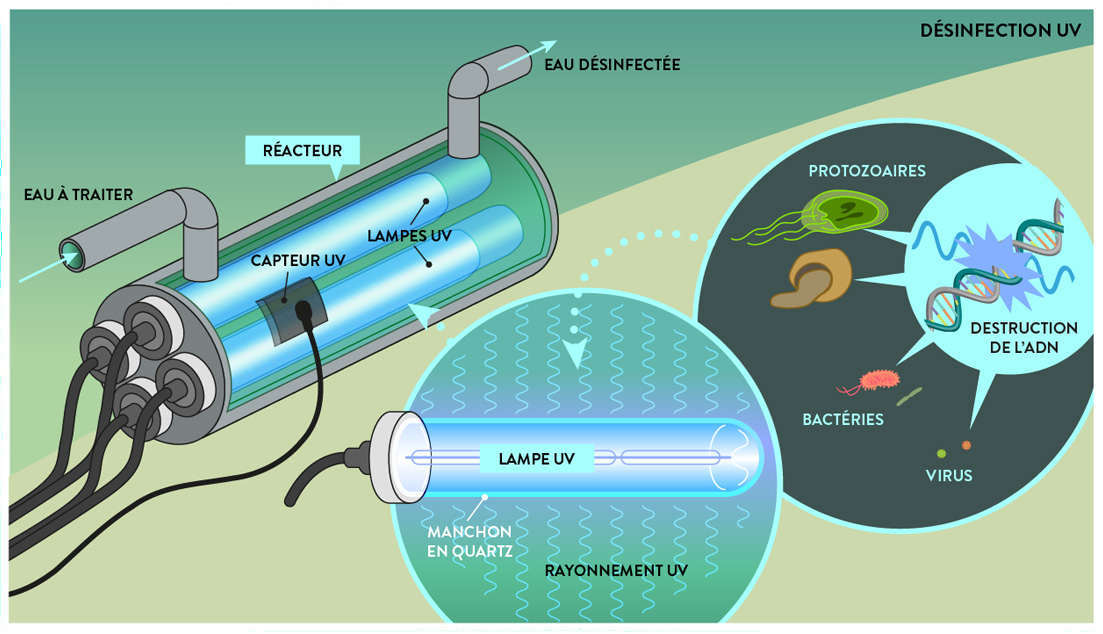 DÉSINFECTION UV
EAU DÉSINFECTÉE
RÉACTEUR
EAU À TRAITER
LAMPES UV
CAPTEUR UV
PROTOZOAIRES
DESTRUCTION
DE L'ADN
BACTÉRIES
VIRUS
LAMPE UV
MANCHON
EN QUARTZ
RAYONNEMENT UV